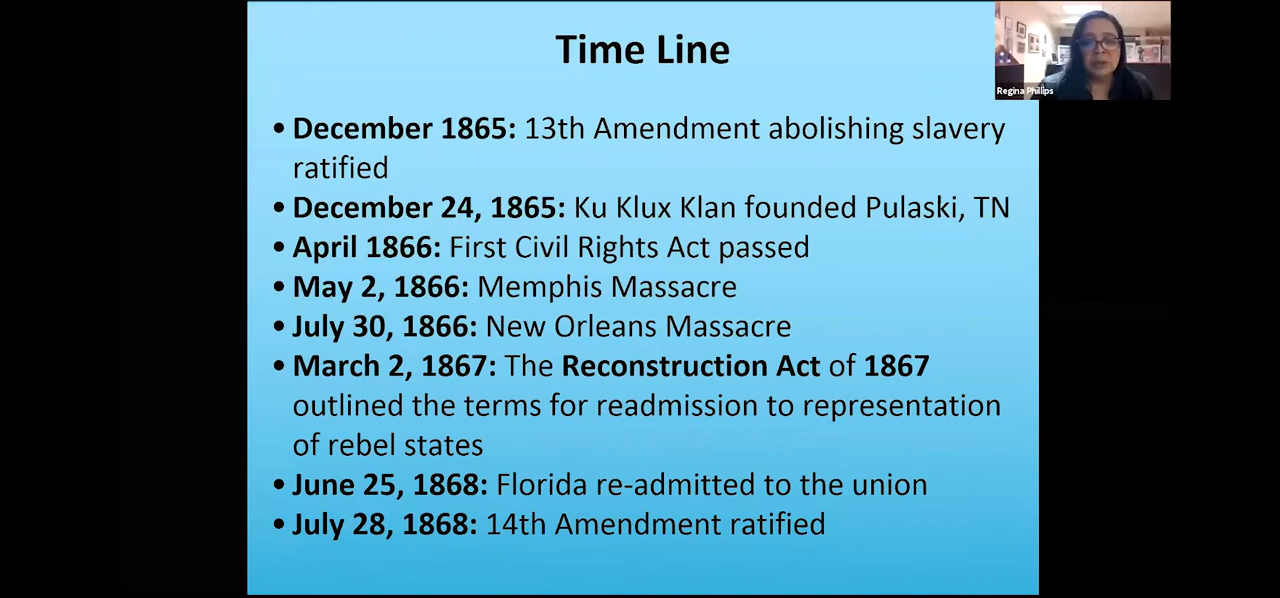 Time Line
Regina Phillips
• December 1865: 13th Amendment abolishing slavery
ratified
• December 24, 1865: Ku Klux Klan founded Pulaski, TN
• April 1866: First Civil Rights Act passed
• May 2, 1866: Memphis Massacre
• July 30, 1866: New Orleans Massacre
• March 2, 1867: The Reconstruction Act of 1867
outlined the terms for readmission to representation
of rebel states
• June 25, 1868: Florida re-admitted to the union
• July 28, 1868: 14th Amendment ratified